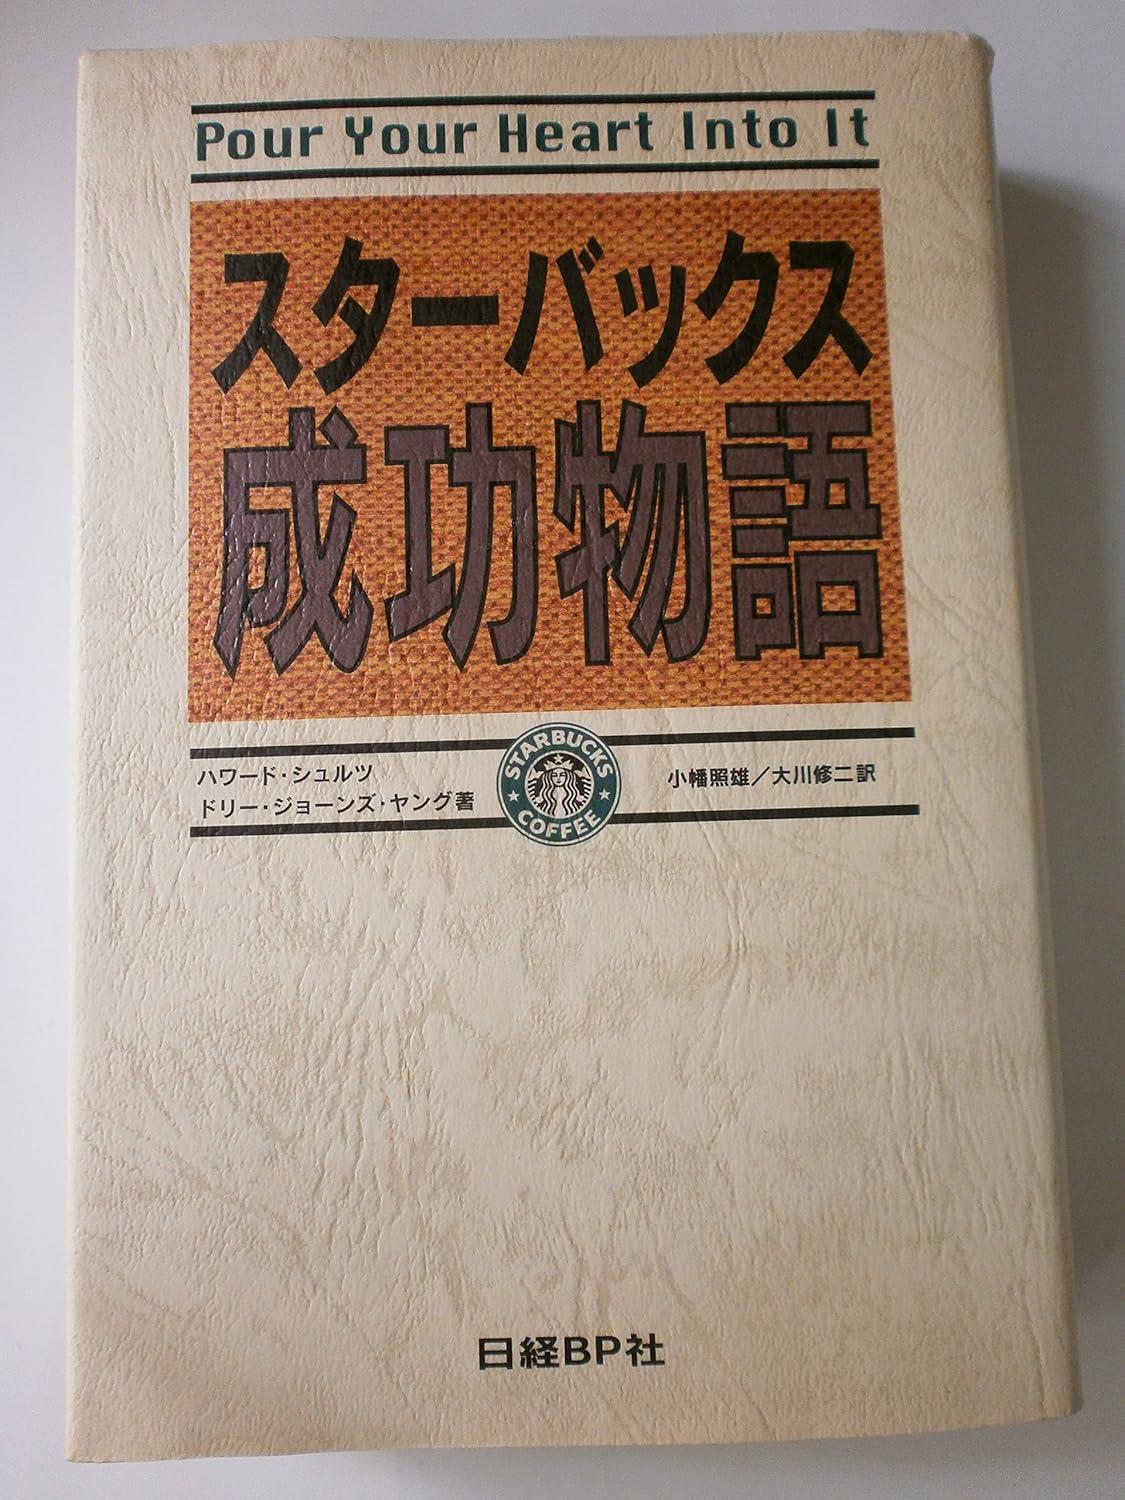 Pour Your Heart Into It
スターバックス
成功物語
ハワード・シュルツ
ドリー・ジョーンズ・ヤング著
STARBUCKS
COFFEE
小幡照雄／大川修二訳
日経BP社